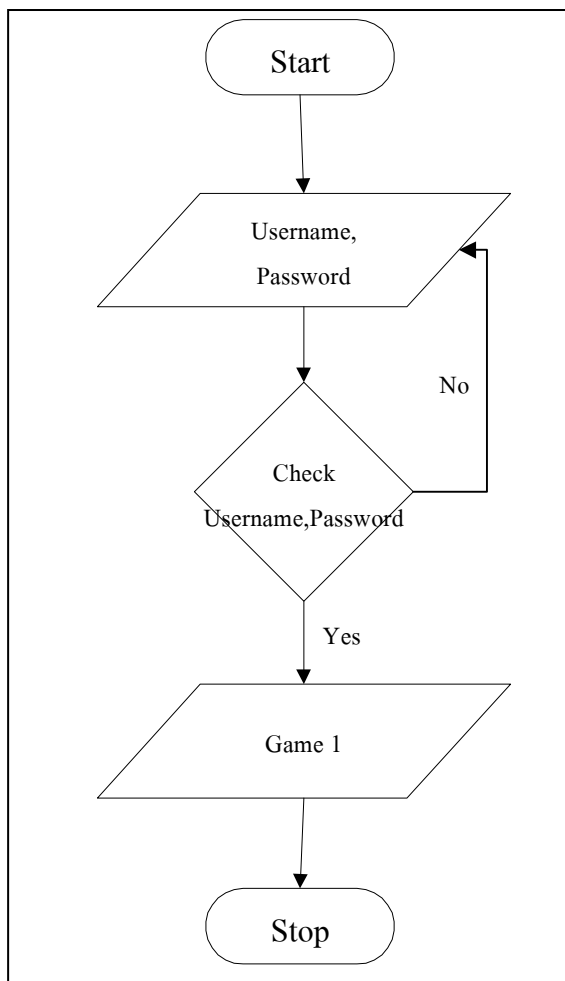 Start
Username,
Password
No
Check
Username,Password
Yes
Game 1
Stop